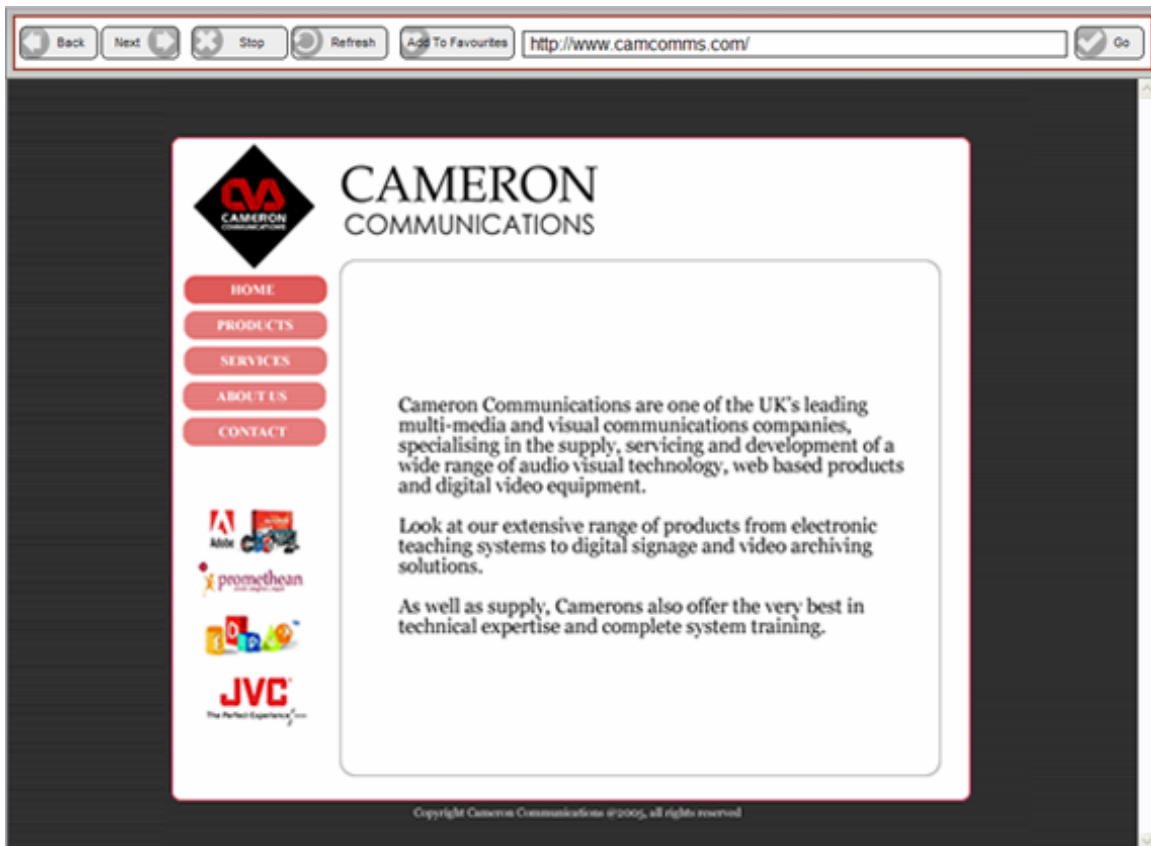 Back Next Stop Refresh Add To Favourites http://www.camcomms.com/ Go
CVA
CAMERON
COMMUNICATIONS
CAMERON
COMMUNICATIONS
HOME
PRODUCTS
SERVICES
ABOUT US
CONTACT
Adobe
promethean
JVC
The Perfect Experience
Cameron Communications are one of the UK's leading
multi-media and visual communications companies,
specialising in the supply, servicing and development of a
wide range of audio visual technology, web based products
and digital video equipment.
Look at our extensive range of products from electronic
teaching systems to digital signage and video archiving
solutions.
As well as supply, Camerons also offer the very best in
technical expertise and complete system training.
Copyright Cameron Communications @2005, all rights reserved